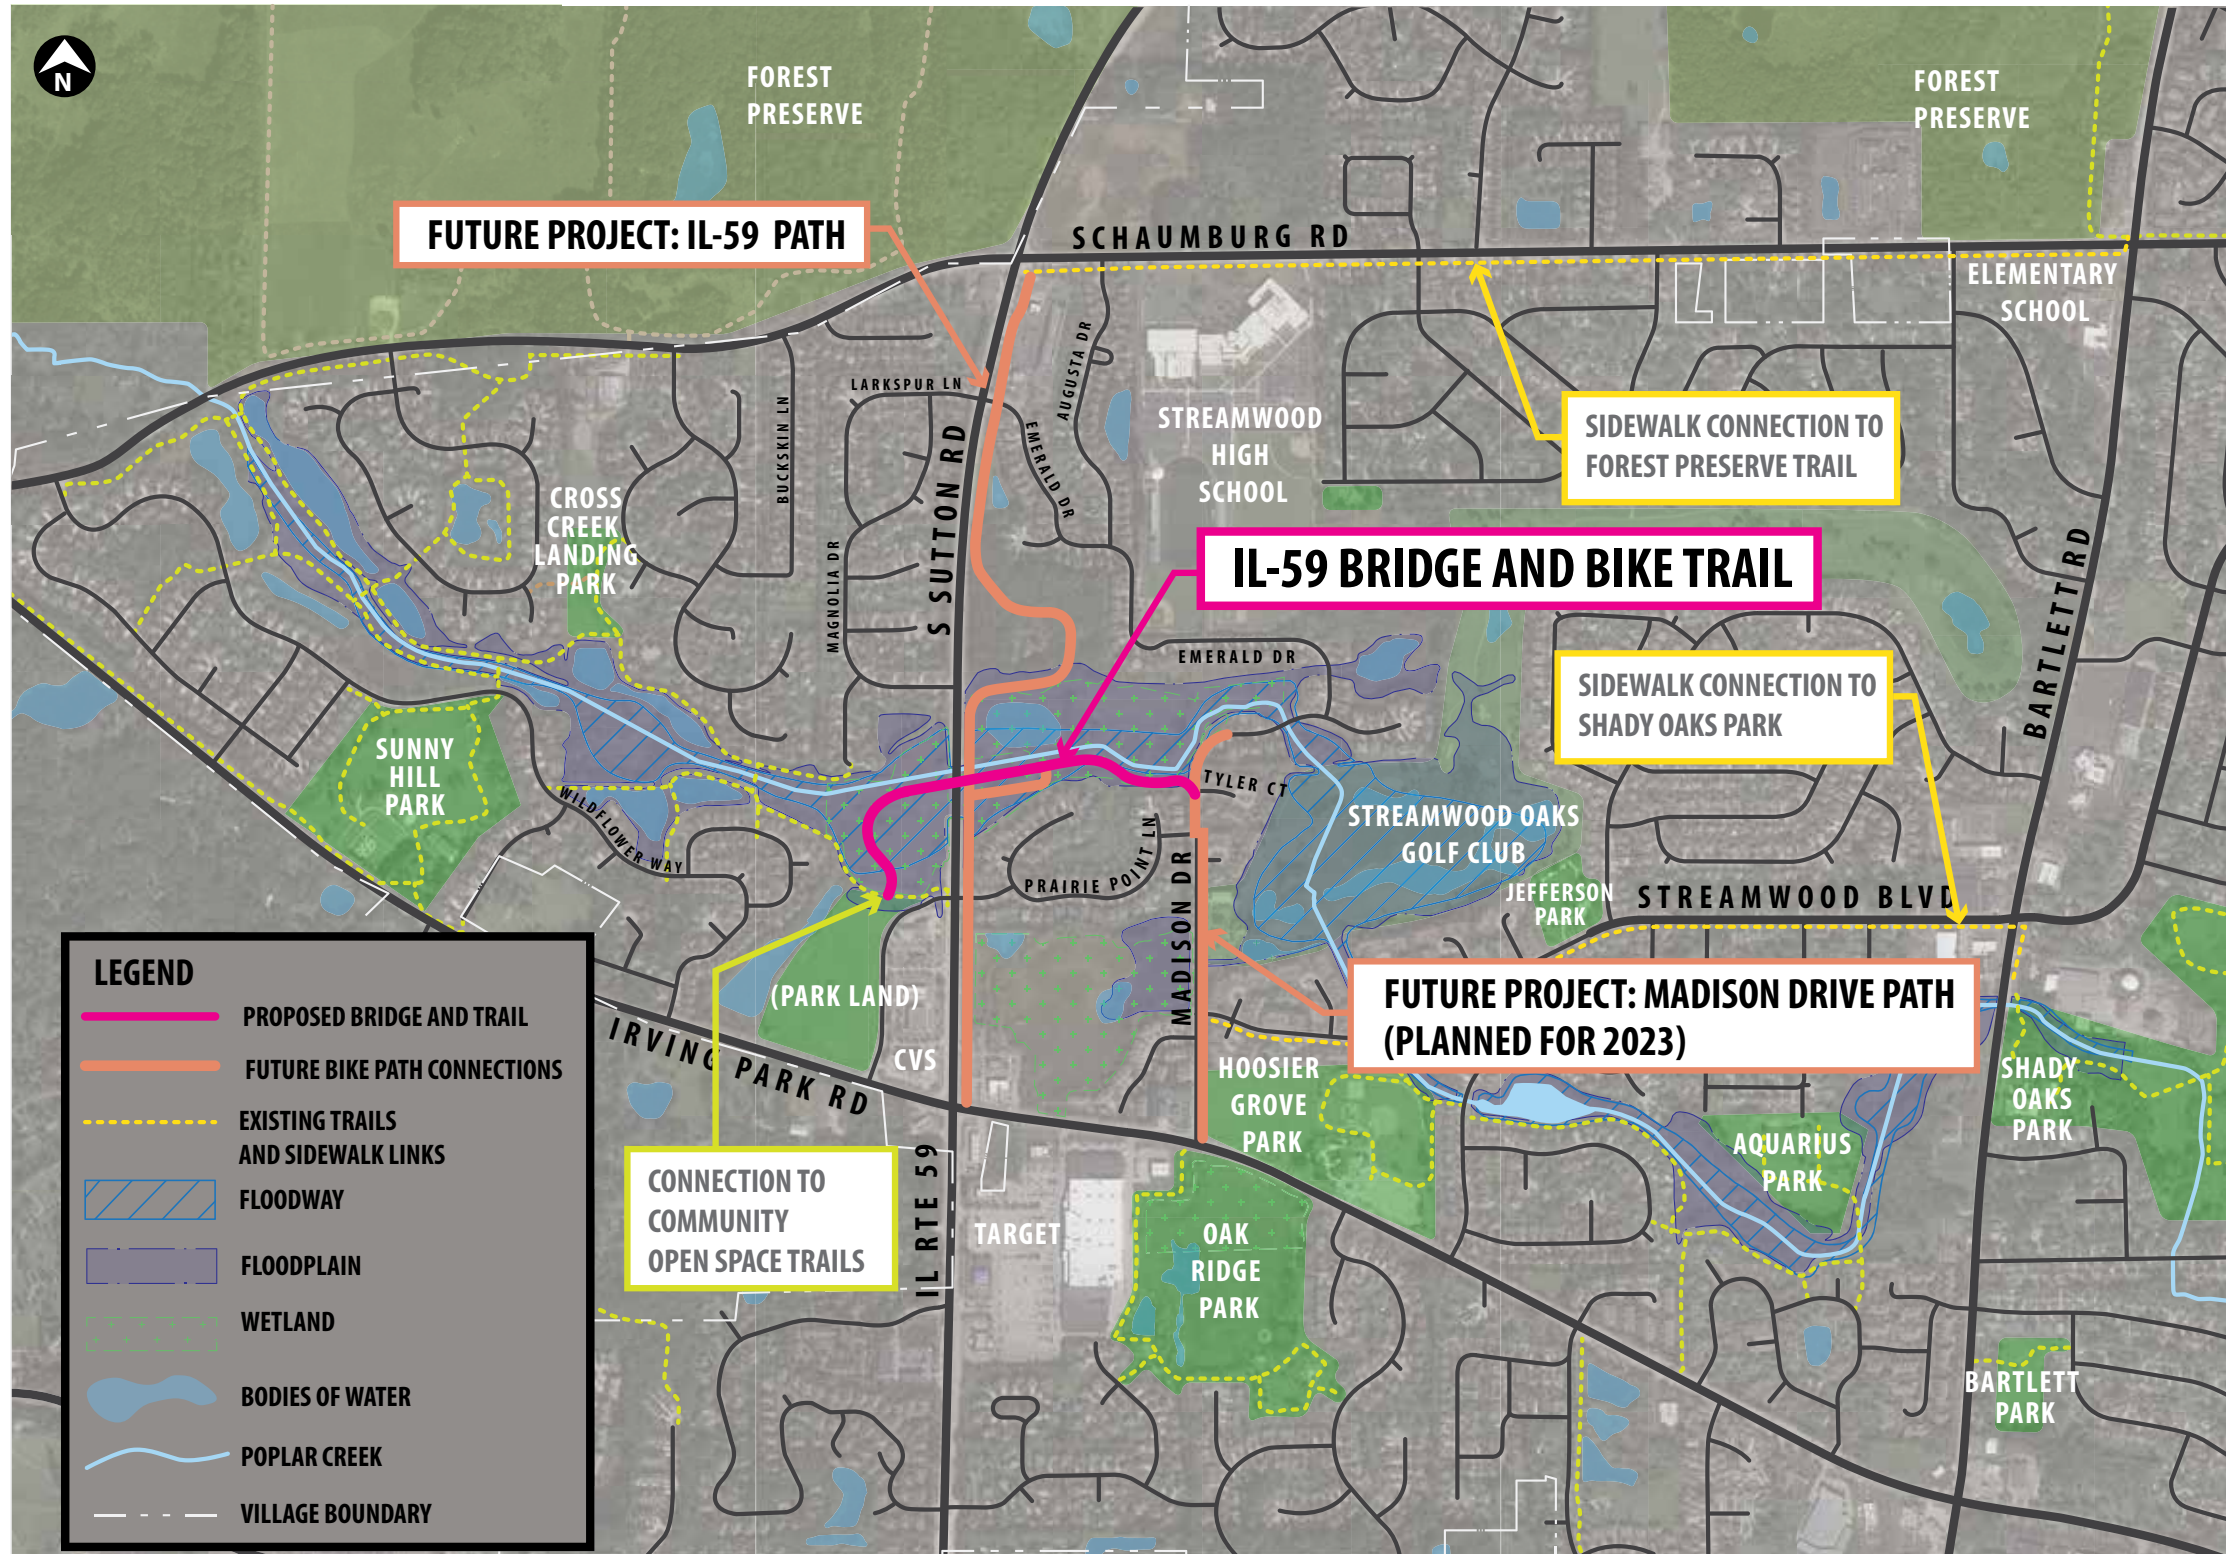 N
FOREST
PRESERVE
FOREST
PRESERVE
FUTURE PROJECT: IL-59 PATH
SCHAUMBURG RD
ELEMENTARY
SCHOOL
LARKSPUR LN
BUCKSKIN LN
AUGUSTA DR
EMERALD DR
S SUTTON RD
MAGNOLIA DR
STREAMWOOD
HIGH
SCHOOL
SIDEWALK CONNECTION TO
FOREST PRESERVE TRAIL
CROSS
CREEK
LANDING
PARK
IL-59 BRIDGE AND BIKE TRAIL
BARTLETT RD
EMERALD DR
SIDEWALK CONNECTION TO
SHADY OAKS PARK
SUNNY
HILL
PARK
WILDFLOWER WAY
TYLER CT
PRAIRIE POINT LN
MADISON DR
STREAMWOOD OAKS
GOLF CLUB
JEFFERSON
PARK
STREAMWOOD BLVD
(PARK LAND)
CVS
IRVING PARK RD
FUTURE PROJECT: MADISON DRIVE PATH
(PLANNED FOR 2023)
HOOSIER
GROVE
PARK
SHADY
OAKS
PARK
AQUARIUS
PARK
CONNECTION TO
COMMUNITY
OPEN SPACE TRAILS
IL RTE 59
TARGET
OAK
RIDGE
PARK
BARTLETT
PARK
LEGEND
PROPOSED BRIDGE AND TRAIL
FUTURE BIKE PATH CONNECTIONS
EXISTING TRAILS
AND SIDEWALK LINKS
FLOODWAY
FLOODPLAIN
WETLAND
BODIES OF WATER
POPLAR CREEK
VILLAGE BOUNDARY